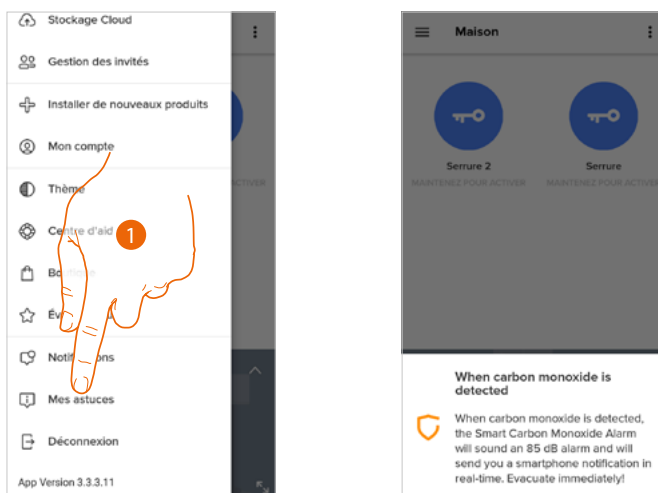 Stockage Cloud
Gestion des invités
Installer de nouveaux produits
Mon compte
Thème
Centre d'aid
1
Notif ons
Mes astuces
Déconnexion
App Version 3.3.3.11
ACTIVER
Maison
Serrure 2
MAINTENEZ POUR ACTIVER
Serrure
MAINTENEZ POUR ACTIVER
When carbon monoxide is
detected
When carbon monoxide is detected,
the Smart Carbon Monoxide Alarm
will sound an 85 dB alarm and will
send you a smartphone notification in
real-time. Evacuate immediately!